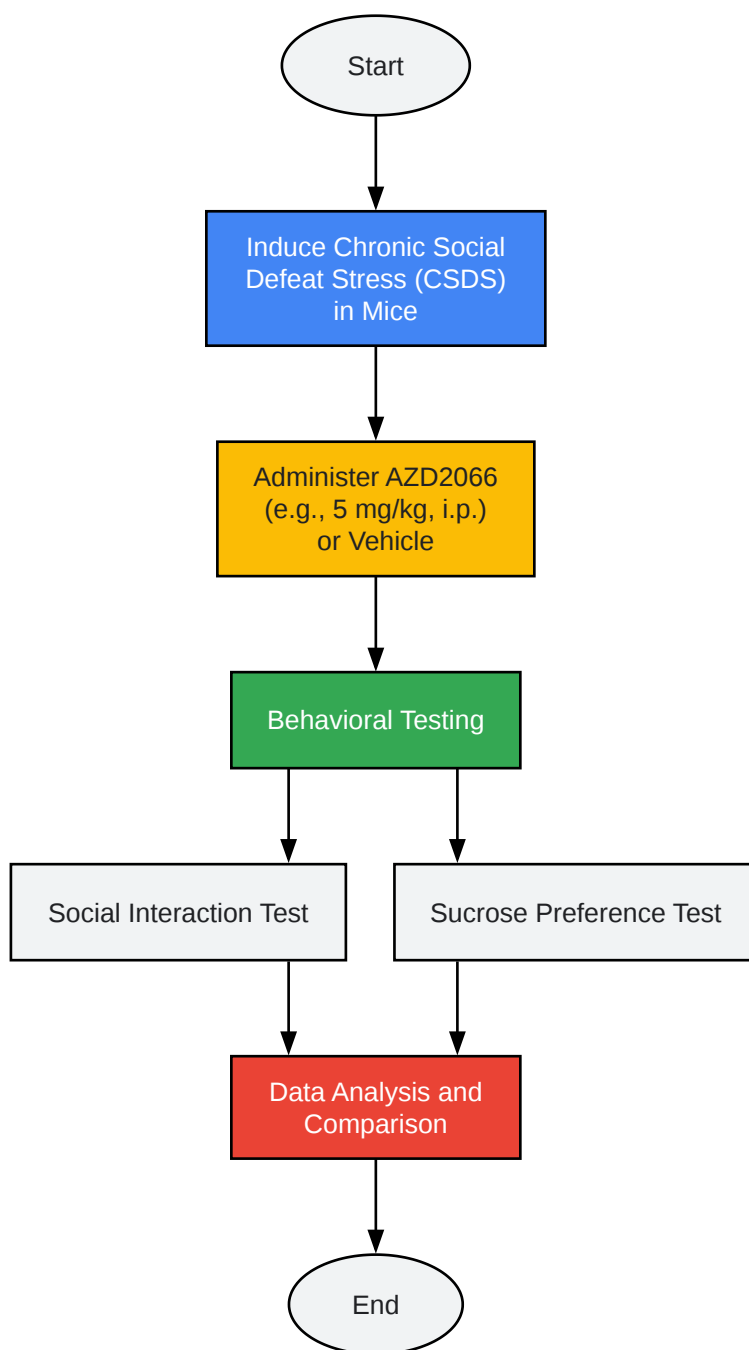 Start
Induce Chronic Social
Defeat Stress (CSDS)
in Mice
Administer AZD2066
(e.g., 5 mg/kg, i.p.)
or Vehicle
Behavioral Testing
Social Interaction Test
Sucrose Preference Test
Data Analysis and
Comparison
End